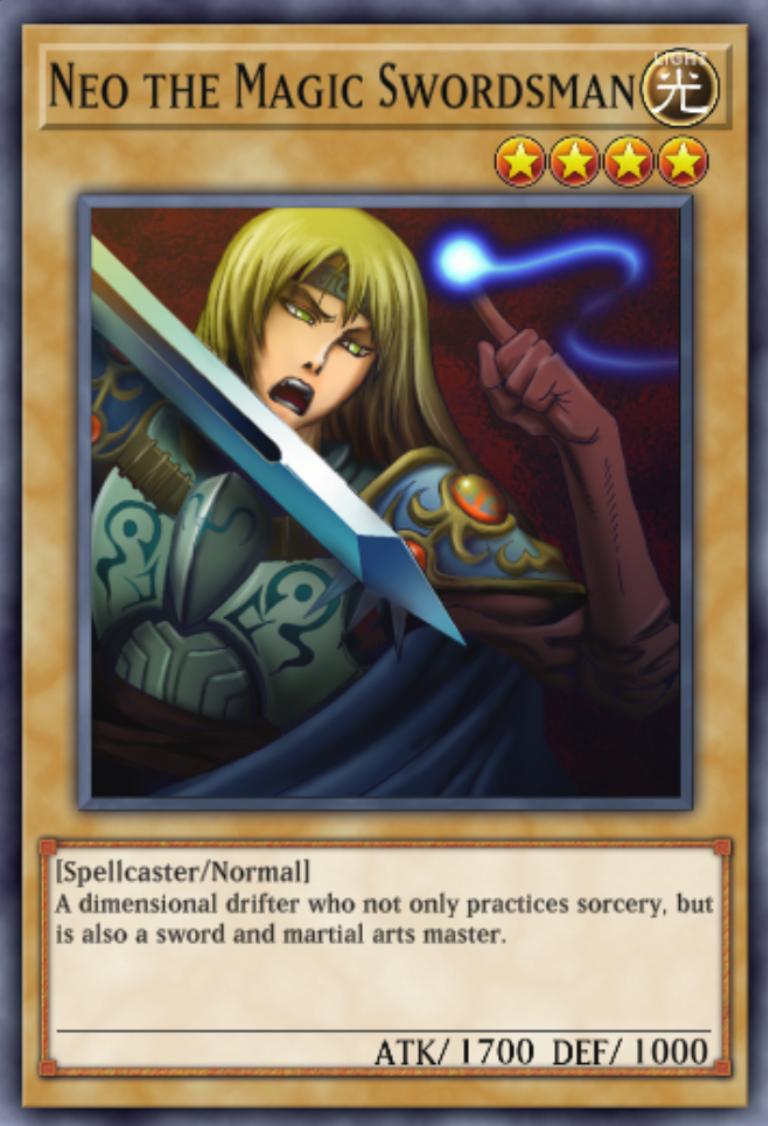 NEO THE MAGIC SWORDSMAN
LIGHT
光
[Spellcaster/Normal]
A dimensional drifter who not only practices sorcery, but
is also a sword and martial arts master.
ATK/ 1700 DEF/ 1000